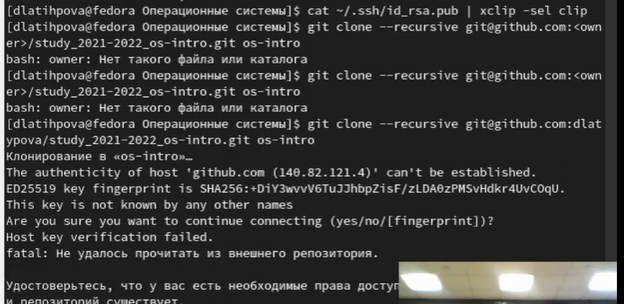 [dlatihpova@fedora Операционные системы]$ cat ~/.ssh/id_rsa.pub | xclip -sel clip
[dlatihpova@fedora Операционные системы]$ git clone --recursive git@github.com:<own
er>/study_2021-2022_os-intro.git os-intro
bash: owner: Нет такого файла или каталога
[dlatihpova@fedora Операционные системы]$ git clone --recursive git@github.com:<own
er>/study_2021-2022_os-intro.git os-intro
bash: owner: Нет такого файла или каталога
[dlatihpova@fedora Операционные системы]$ git clone --recursive git@github.com:dlat
ypova/study_2021-2022_os-intro.git os-intro
Клонирование в «os-intro»…
The authenticity of host 'github.com (140.82.121.4)' can't be established.
ED25519 key fingerprint is SHA256:+DiY3wvvV6TuJJhbpZisF/zLDA0zPMSvHdkr4UvCOqU.
This key is not known by any other names
Are you sure you want to continue connecting (yes/no/[fingerprint])?
Host key verification failed.
fatal: Не удалось прочитать из внешнего репозитория.
Удостоверьтесь, что у вас есть необходимые права доступ
и репозиторий существует.